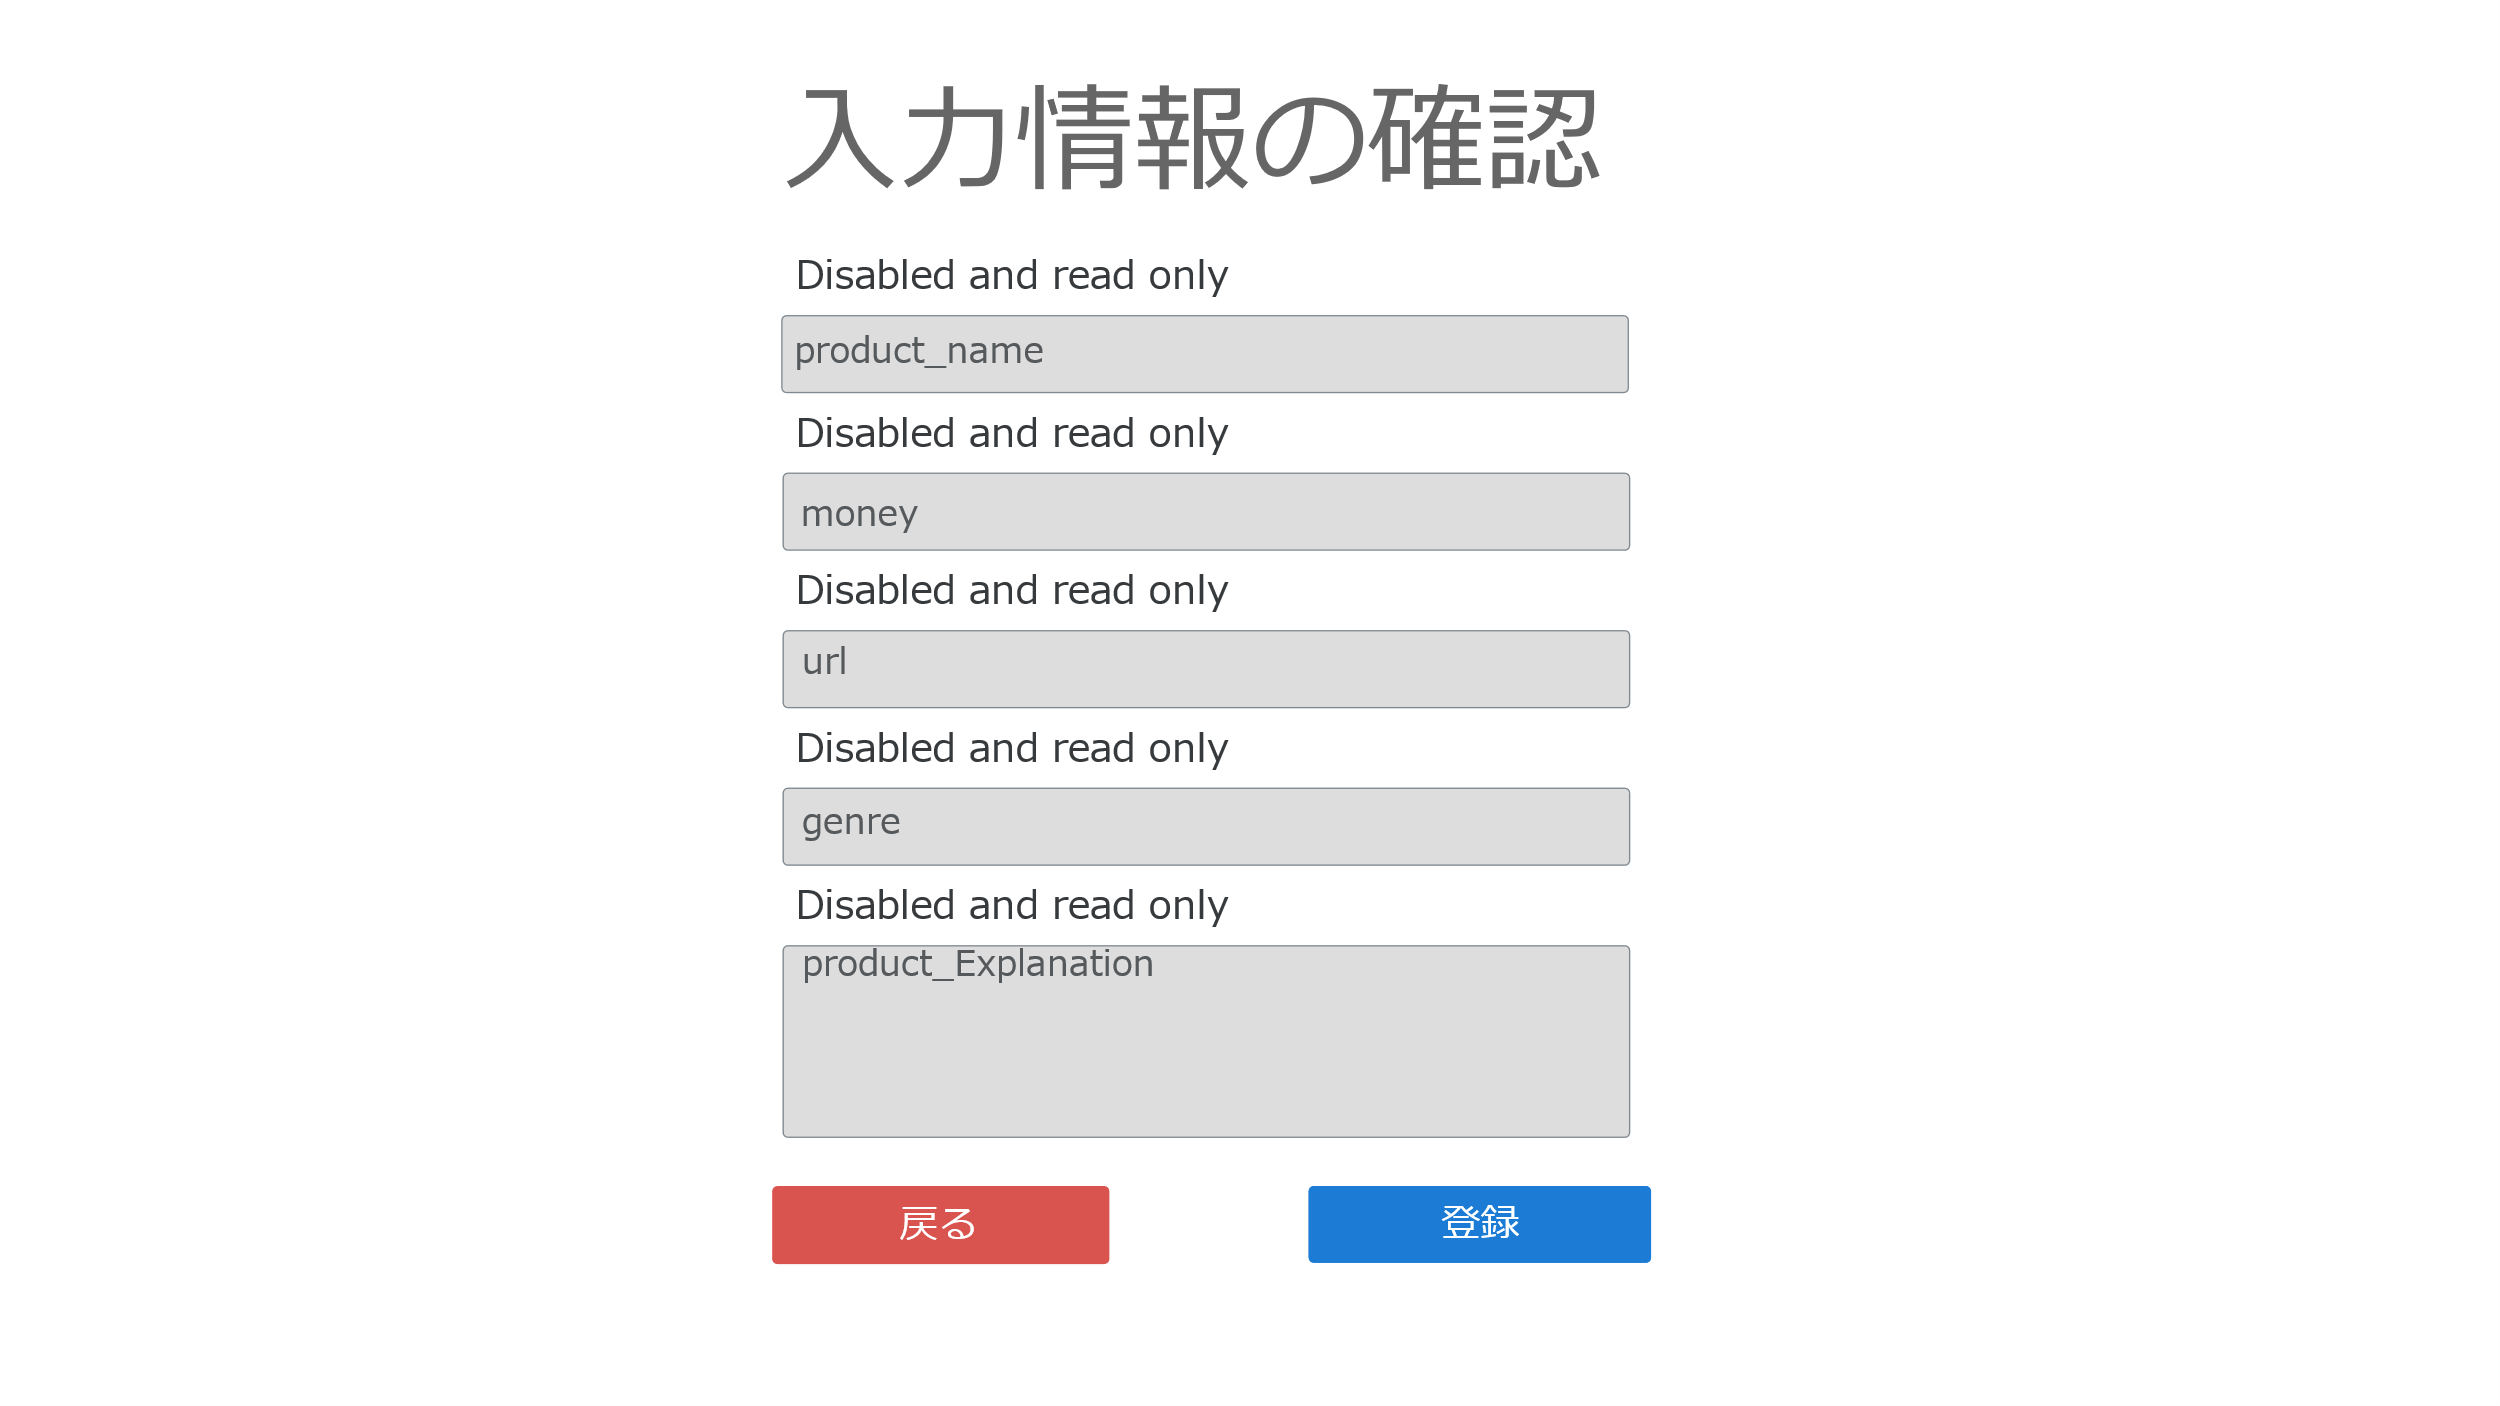 入力情報の確認
Disabled and read only
product_name
Disabled and read only
money
Disabled and read only
url
Disabled and read only
genre
Disabled and read only
product_Explanation
戻る
登録